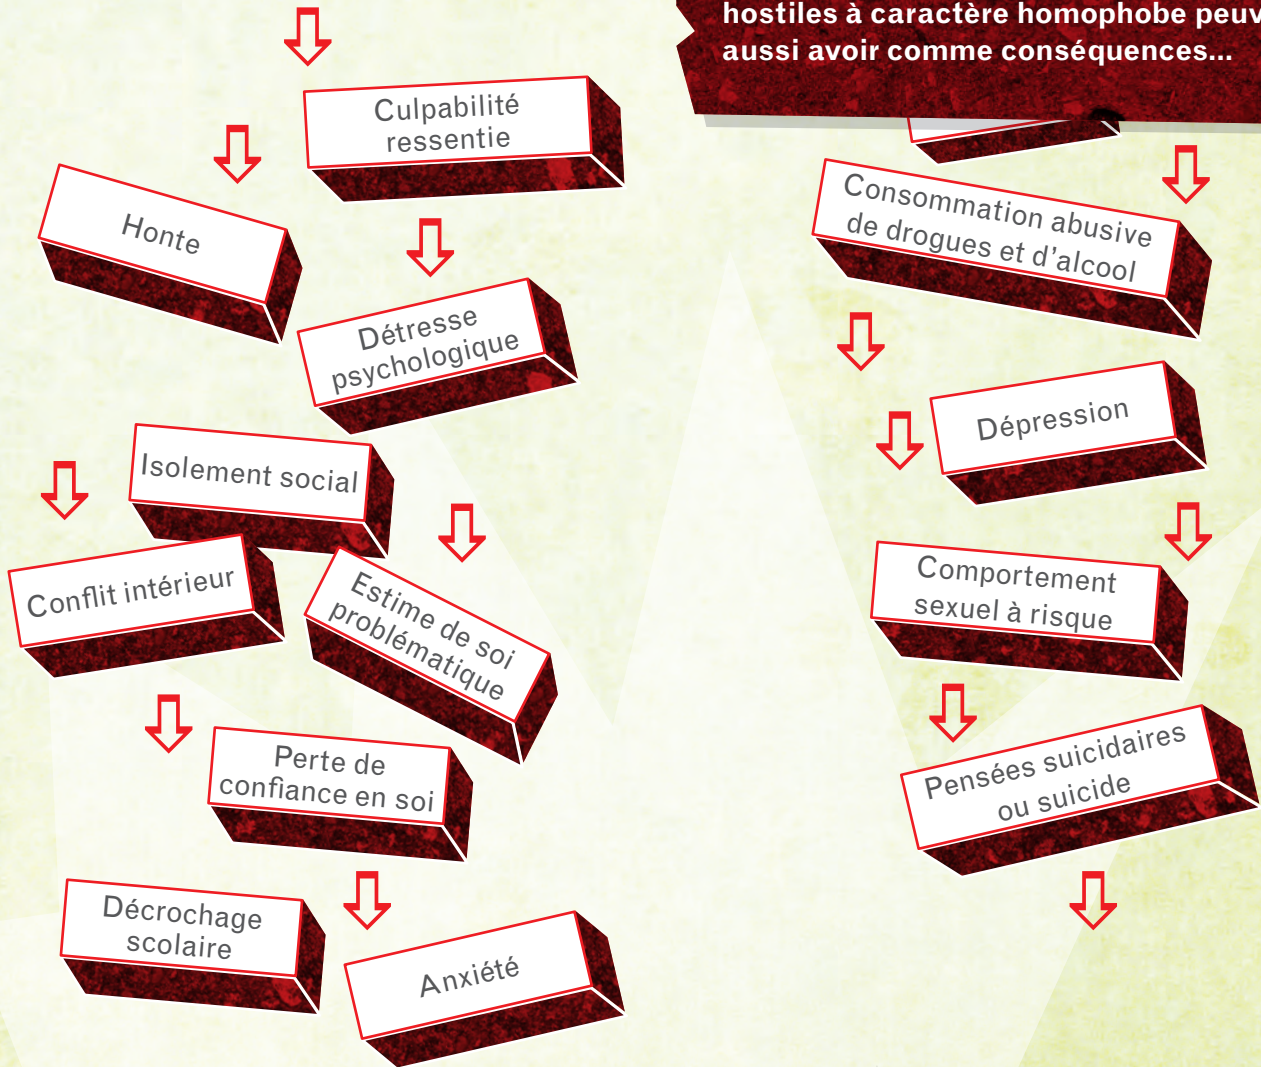 Culpabilité
ressentie
Honte
Détresse
psychologique
Isolement social
Conflit intérieur
Estime de soi
problématique
Perte de
confiance en soi
Décrochage
scolaire
Anxiété
hostiles à caractère homophobe
aussi avoir comme conséquences...
Consommation abusive
de drogues et d’alcool
Dépression
Comportement
sexuel à risque
Pensées suicidaires
ou suicide